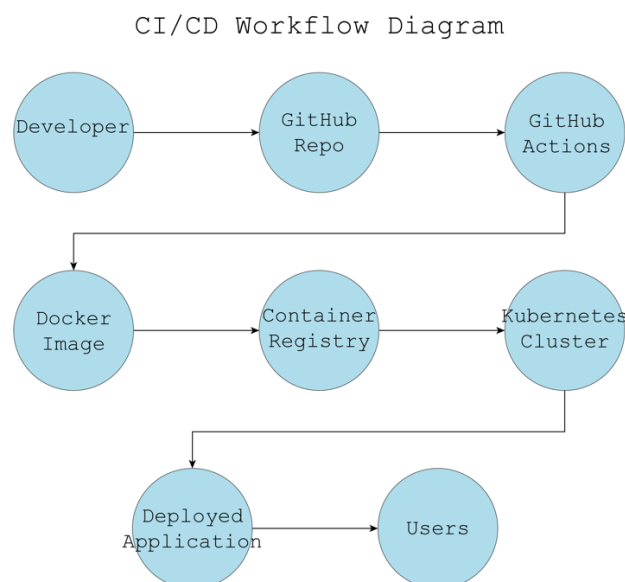 CI/CD Workflow Diagram
Developer
GitHub
Repo
GitHub
Actions
Docker
Image
Container
Registry
Kubernetes
Cluster
Deployed
Application
Users